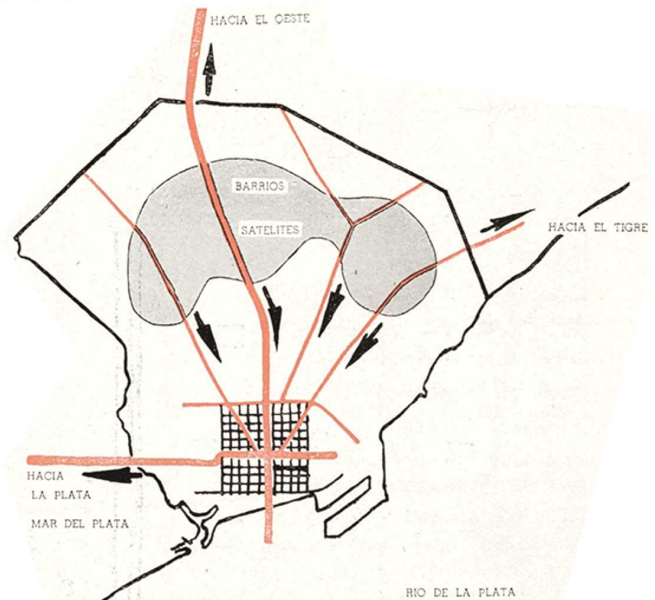 HACIA EL OESTE
BARRIOS
SATELITES
HACIA EL TIGRE
HACIA
LA PLATA
MAR DEL PLATA
RIO DE LA PLATA